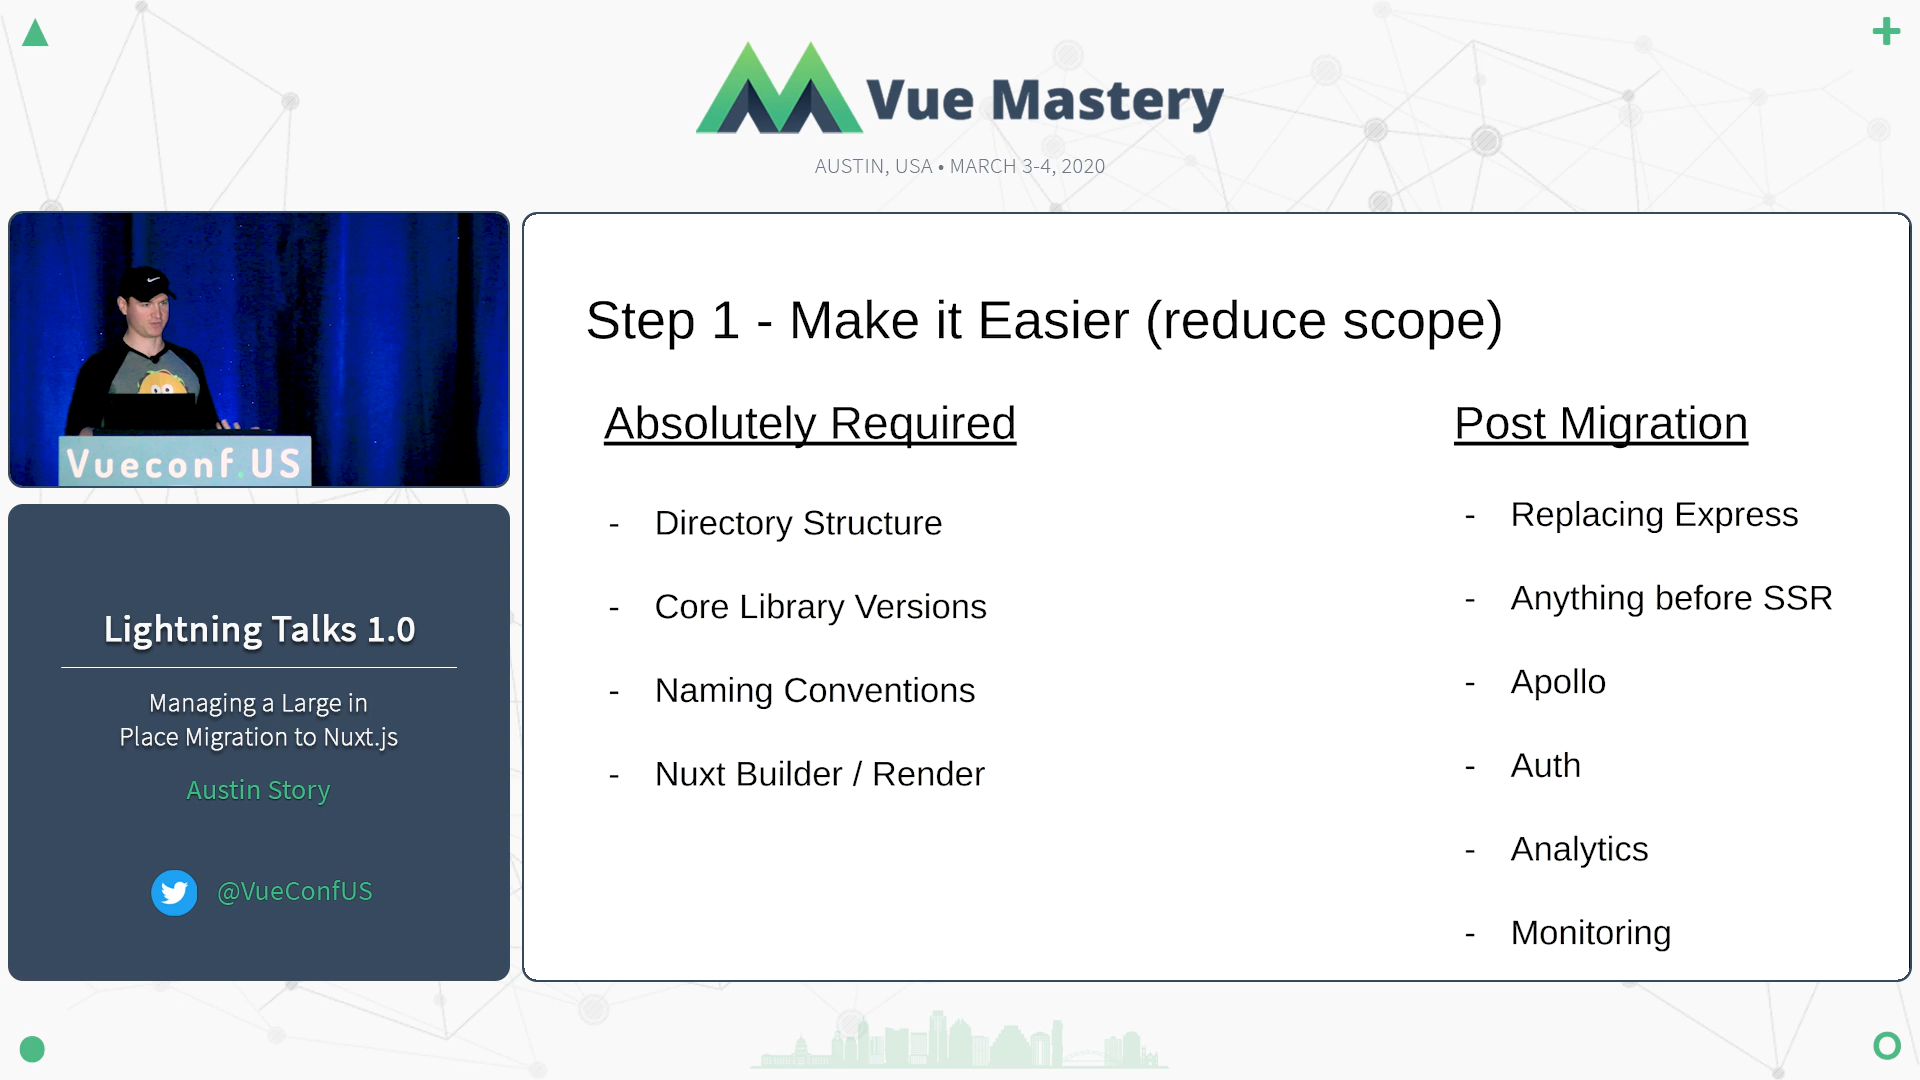 Vue Mastery
AUSTIN, USA • MARCH 3-4, 2020
Vueconf.US
Lightning Talks 1.0
Managing a Large in
Place Migration to Nuxt.js
Austin Story
@VueConfUS
Step 1 - Make it Easier (reduce scope)
Absolutely Required
- Directory Structure
- Core Library Versions
- Naming Conventions
- Nuxt Builder / Render
Post Migration
- Replacing Express
- Anything before SSR
- Apollo
- Auth
- Analytics
- Monitoring